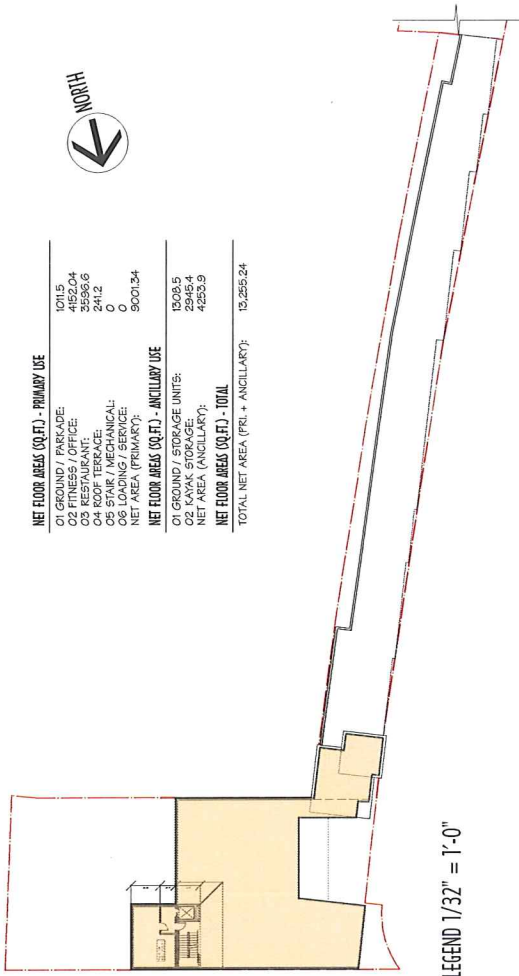 NORTH
NET FLOOR AREAS (SQ.FT.) - PRIMARY USE
01 GROUND / PARKADE: 1011.5
02 FITNESS / OFFICE: 4152.04
03 RESTAURANT: 3596.6
04 ROOF TERRACE: 241.2
05 STAIR / MECHANICAL: 0
06 LOADING / SERVICE: 0
NET AREA (PRIMARY): 9001.34
NET FLOOR AREAS (SQ.FT.) - ANCILLARY USE
01 GROUND / STORAGE UNITS: 1308.5
02 KAYAK STORAGE: 2945.4
NET AREA (ANCILLARY): 4253.9
NET FLOOR AREAS (SQ.FT.) - TOTAL
TOTAL NET AREA (PRI. + ANCILLARY): 13,255.24
LEGEND 1/32" = 1'-0"